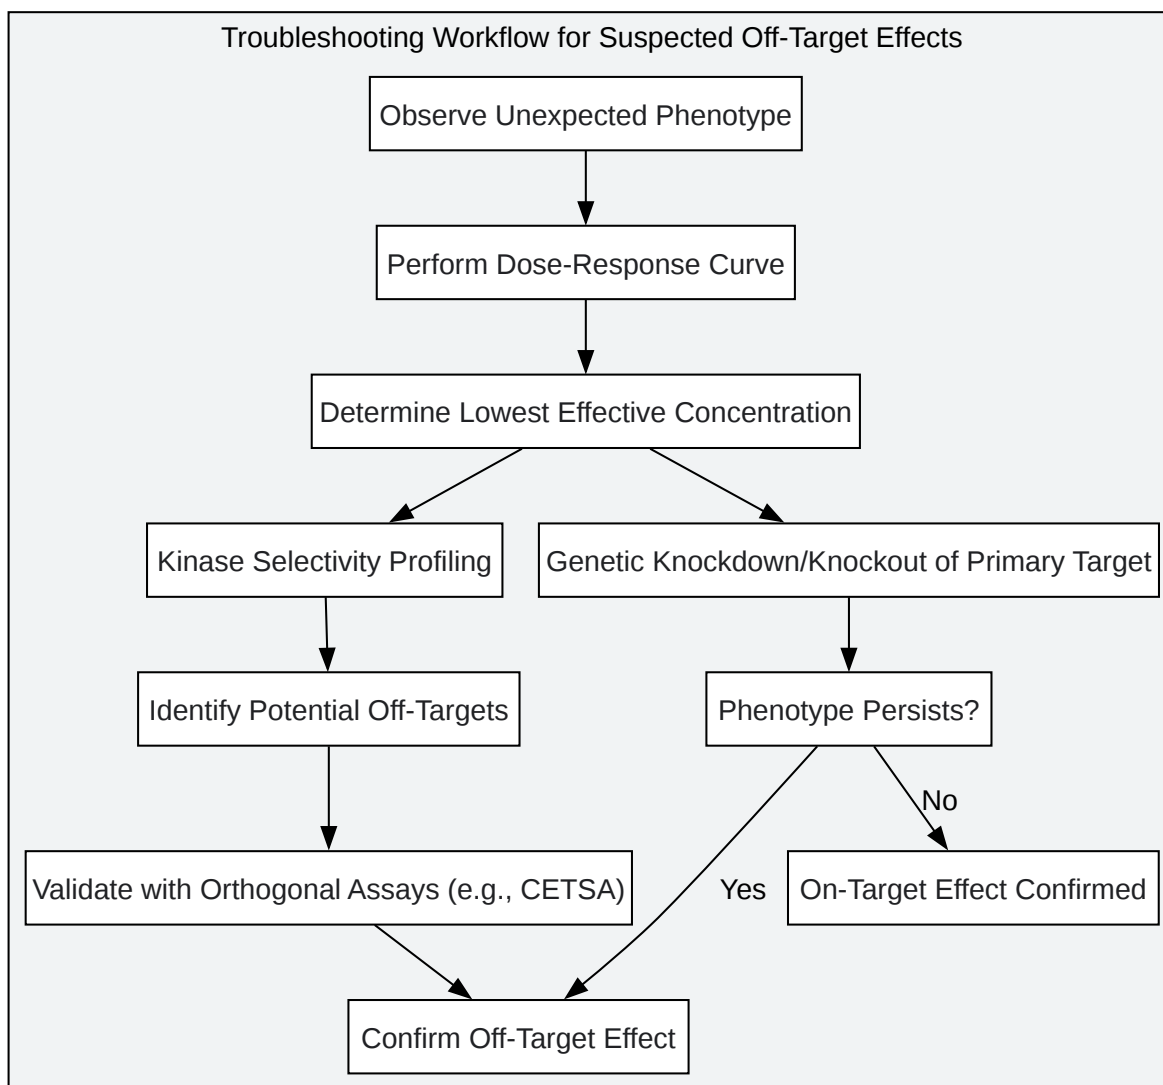 Troubleshooting Workflow for Suspected Off-Target Effects
Observe Unexpected Phenotype
Perform Dose-Response Curve
Determine Lowest Effective Concentration
Kinase Selectivity Profiling
Genetic Knockdown/Knockout of Primary Target
Identify Potential Off-Targets
Phenotype Persists?
No
Validate with Orthogonal Assays (e.g., CETSA)
Yes
On-Target Effect Confirmed
Confirm Off-Target Effect